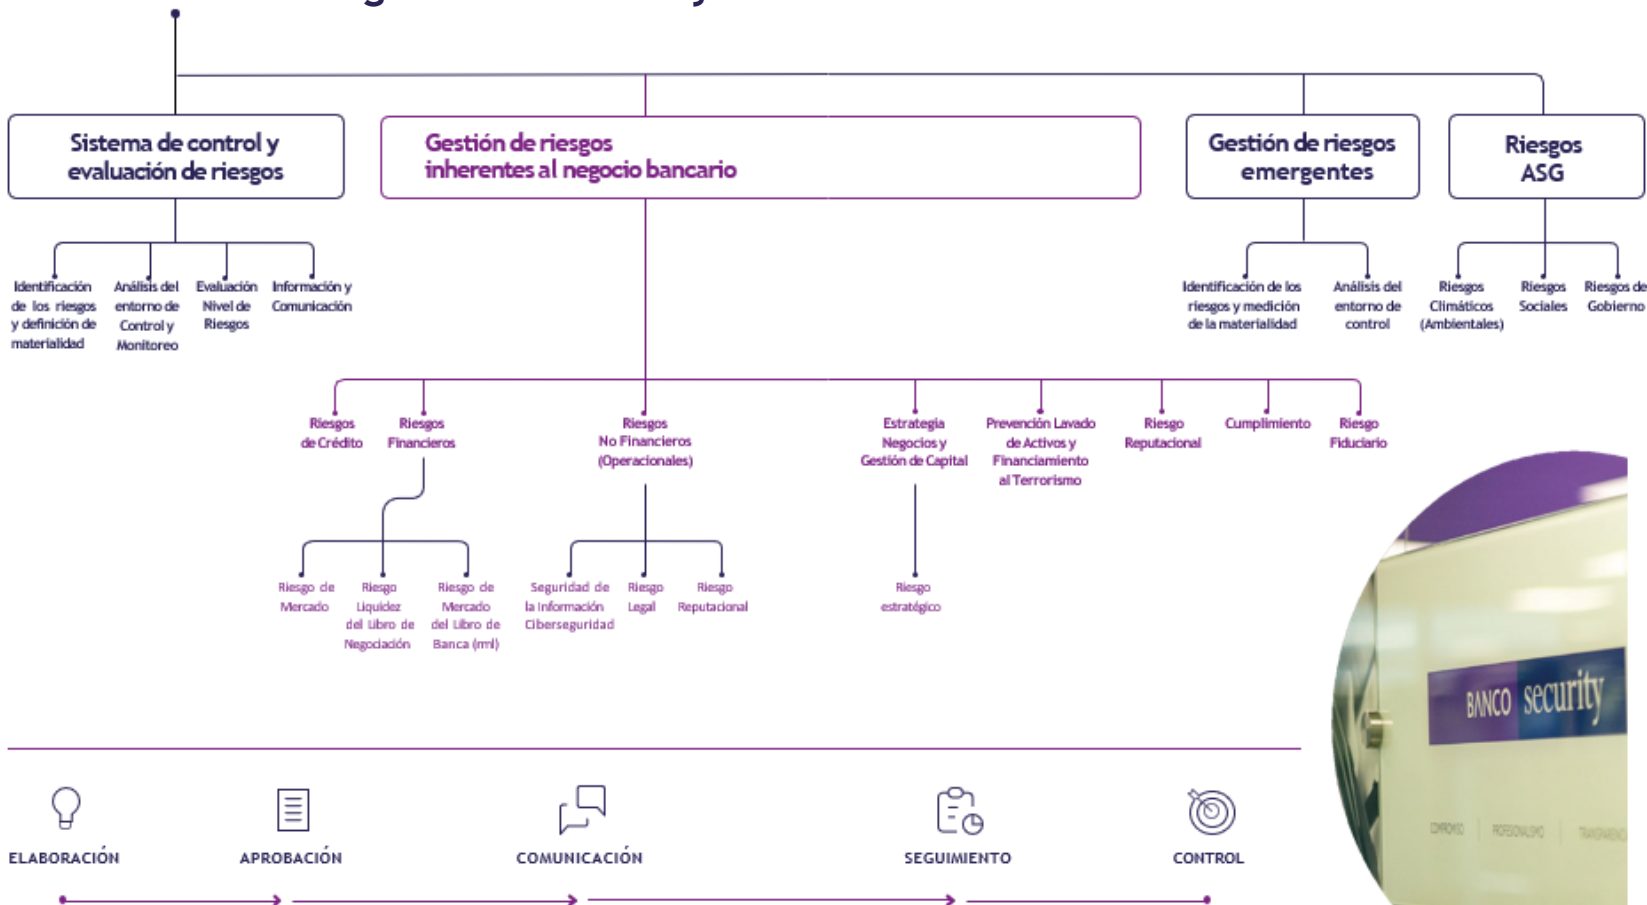 Sistema de control y
evaluación de riesgos
Gestión de riesgos
inherentes al negocio bancario
Gestión de riesgos
emergentes
Riesgos
ASG
Identificación
de los riesgos
y definición de
materialidad
Análisis del
entorno de
Control y
Monitoreo
Evaluación
Nivel de
Riesgos
Información y
Comunicación
Identificación de los
riesgos y medición
de la materialidad
Análisis del
entorno de
control
Riesgos
Climáticos
(Ambientales)
Riesgos
Sociales
Riesgos de
Gobierno
Riesgos
de Crédito
Riesgos
Financieros
Riesgos
No Financieros
(Operacionales)
Estrategia
Negocios y
Gestión de Capital
Prevención Lavado
de Activos y
Financiamiento
al Terrorismo
Riesgo
Reputacional
Cumplimiento
Riesgo
Fiduciario
Riesgo de
Mercado
Riesgo
Liquidez
del Libro de
Negociación
Riesgo de
Mercado
del Libro de
Banca (rml)
Seguridad de
la Información
Ciberseguridad
Riesgo
Legal
Riesgo
Reputacional
Riesgo
estratégico
BANCO security
COMPROMISO PROFESIONALISMO
ELABORACIÓN
APROBACIÓN
COMUNICACIÓN
SEGUIMIENTO
CONTROL